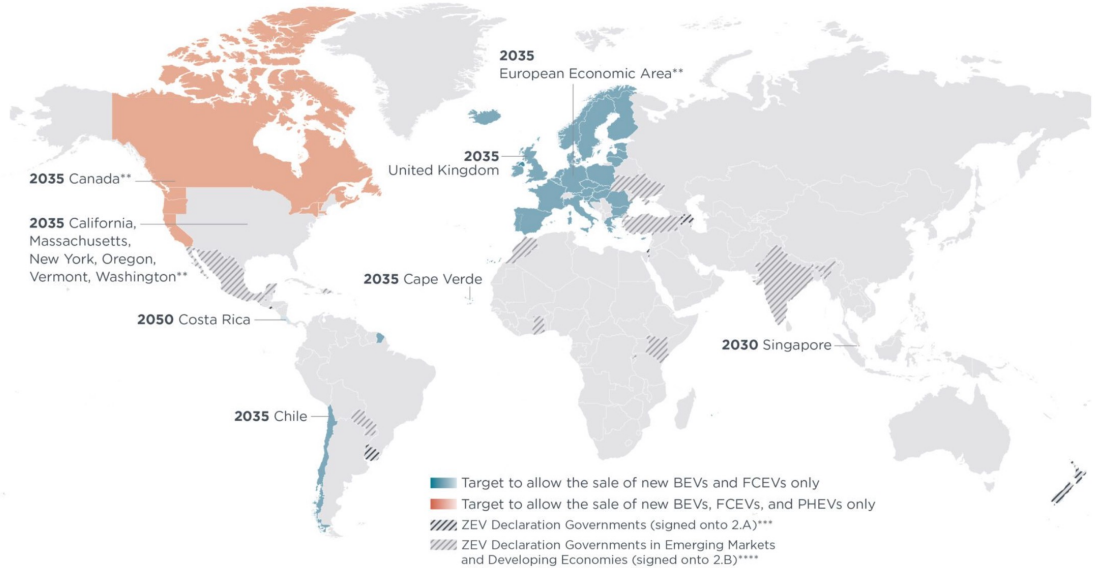 2035
European Economic Area**
2035
United Kingdom
2035 Canada**
2035 California,
Massachusetts,
New York, Oregon,
Vermont, Washington**
2035 Cape Verde
2050 Costa Rica
2030 Singapore
2035 Chile
Target to allow the sale of new BEVs and FCEVs only
Target to allow the sale of new BEVs, FCEVs, and PHEVs only
ZEV Declaration Governments (signed onto 2.A)***
ZEV Declaration Governments in Emerging Markets
and Developing Economies (signed onto 2.B)****